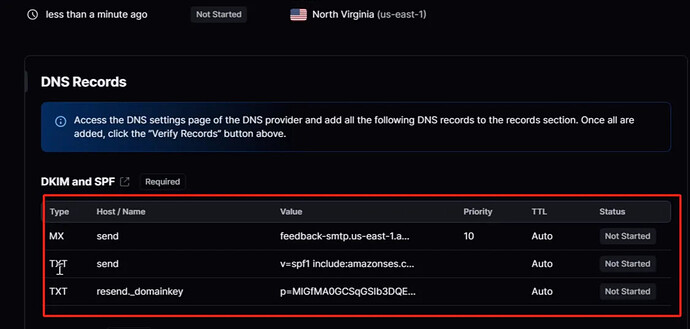 less than a minute ago Not Started North Virginia (us-east-1)
DNS Records
Access the DNS settings page of the DNS provider and add all the following DNS records to the records section. Once all are
added, click the "Verify Records" button above.
DKIM and SPF Required
Type Host / Name Value Priority TTL Status
MX send feedback-smtp.us-east-1.a... 10 Auto Not Started
TXT send v=spf1 include:amazonses.c... Auto Not Started
TXT resend._domainkey p=MIGfMA0GCSqGSIb3DQE... Auto Not Started